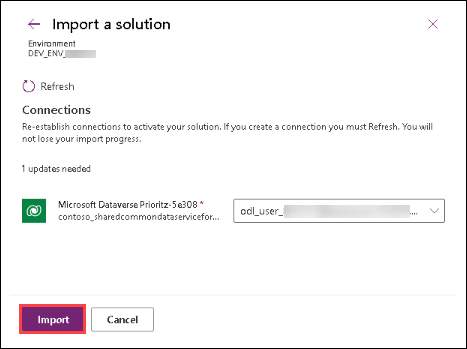 Import a solution
Environment
DEV_ENV_
Refresh
Connections
Re-establish connections to activate your solution. If you create a connection you must Refresh. You will
not lose your import progress.
1 updates needed
Microsoft Dataverse Prioritz-5e308 *
contoso_sharedcommondataservicefor...
odl_user_ ....
Import
Cancel